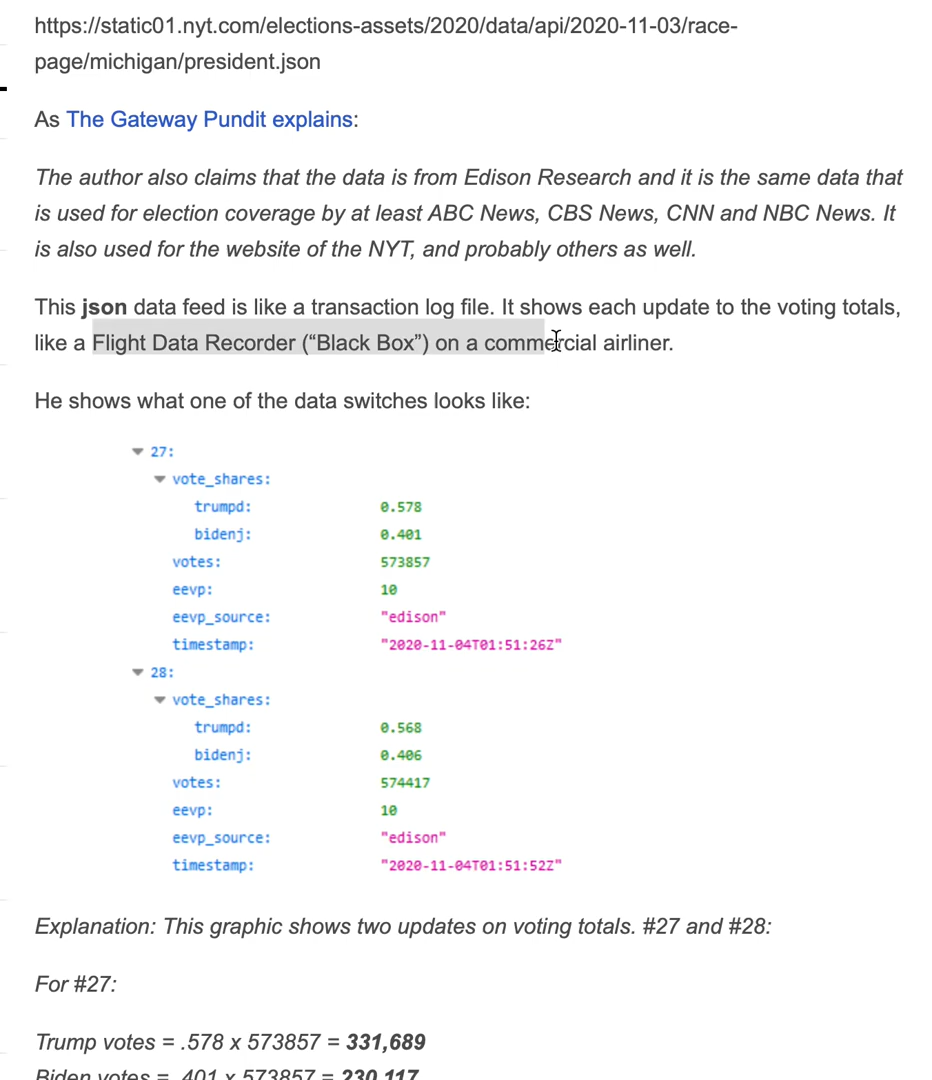 https://static01.nyt.com/elections-assets/2020/data/api/2020-11-03/race-
page/michigan/president.json
As The Gateway Pundit explains:
The author also claims that the data is from Edison Research and it is the same data that
is used for election coverage by at least ABC News, CBS News, CNN and NBC News. It
is also used for the website of the NYT, and probably others as well.
This json data feed is like a transaction log file. It shows each update to the voting totals,
like a Flight Data Recorder (“Black Box”) on a commercial airliner.
He shows what one of the data switches looks like:
27:
vote_shares:
trumpd: 0.578
bidenj: 0.401
votes: 573857
eevp: 10
eevp_source: "edison"
timestamp: "2020-11-04T01:51:26Z"
28:
vote_shares:
trumpd: 0.568
bidenj: 0.406
votes: 574417
eevp: 10
eevp_source: "edison"
timestamp: "2020-11-04T01:51:52Z"
Explanation: This graphic shows two updates on voting totals. #27 and #28:
For #27:
Trump votes = .578 x 573857 = 331,689
Biden votes = .401 x 573857 = 230,117